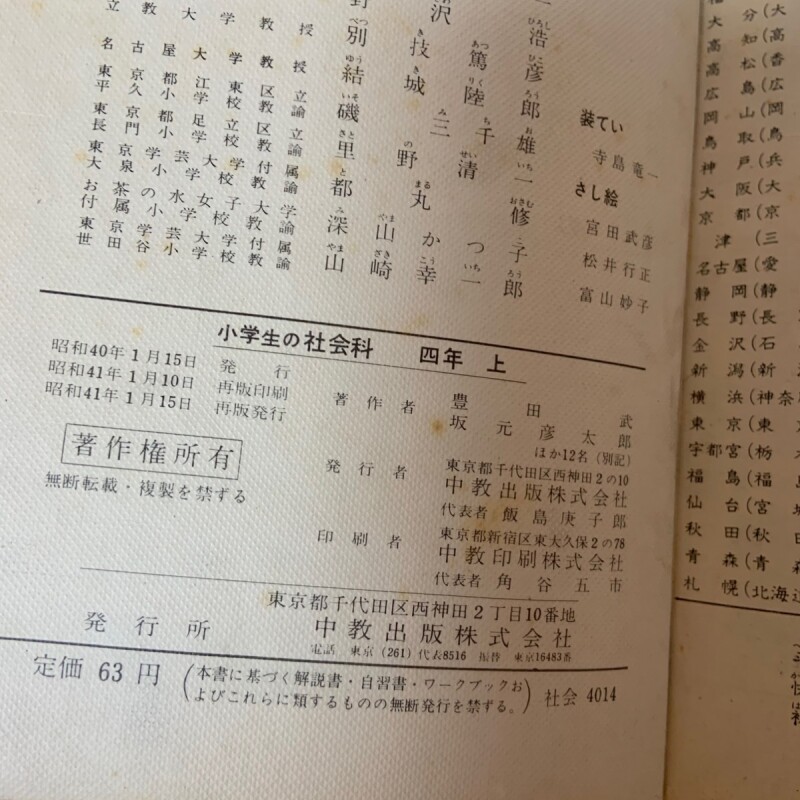 沢 浩
立教大学教授 別技篤彦
名古屋大学教授 結城陸郎
東京都江東区立
平久小学校教諭 磯三千雄
東京都足立区立
長門小学校教諭 里野清一
東京学芸大学付属
大泉小学校教諭 都丸修
お茶の水女子大学
付属小学校教諭 深山かつ子
東京学芸大学付属
世田谷小学校教諭 山崎幸一郎
装てい
寺島竜一
さし絵
宮田武彦
松井行正
富山妙子
小学生の社会科 四年 上
昭和40年1月15日 発行
昭和41年1月10日 再版印刷
昭和41年1月15日 再版発行
著作権所有
無断転載・複製を禁ずる
著作者 豊田武
坂元彦太郎
ほか12名(別記)
発行者 東京都千代田区西神田2の10
中教出版株式会社
代表者 飯島庚子郎
印刷者 東京都新宿区東大久保2の78
中教印刷株式会社
代表者 角谷五市
発行所 東京都千代田区西神田2丁目10番地
中教出版株式会社
電話 東京(261)代表8516 振替 東京16483番
定価 63円
(本書に基づく解説書・自習書・ワークブックお
よびこれらに類するものの無断発行を禁ずる。)
社会 4014
大分(大
高知(高
高松(香
広島(広
岡山(岡
鳥取(鳥
神戸(兵
大阪(大
京都(京
津(三
名古屋(愛
静岡(静
長野(長
金沢(石
新潟(新
横浜(神奈
東京(東
宇都宮(栃
福島(福
仙台(宮
秋田(秋
青森(青
札幌(北海道